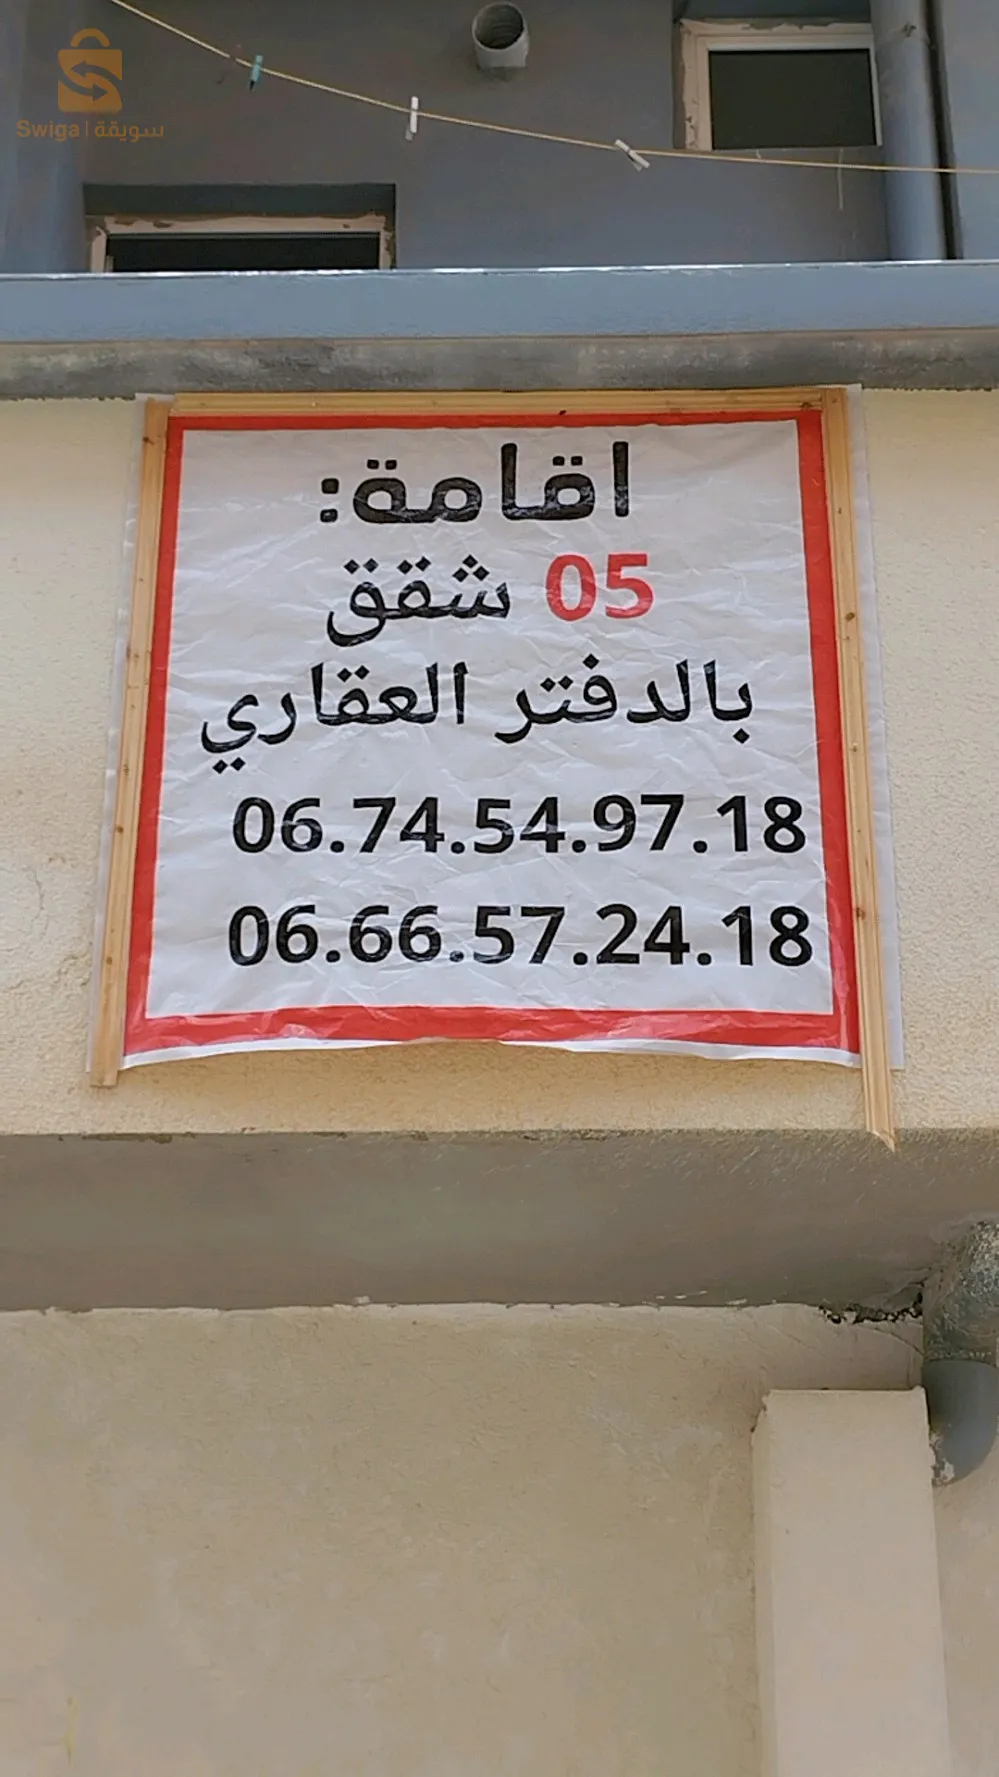 Swiga | سويقة
اقامة:
05 شقق
بالدفتر العقاري
06.74.54.97.18
06.66.57.24.18